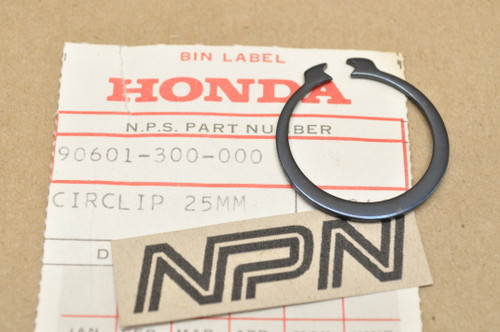 BIN LABEL
HONDA
N.P.S. PART NUMBER
90601-300-000
CIRCLIP 25MM
D
NPN